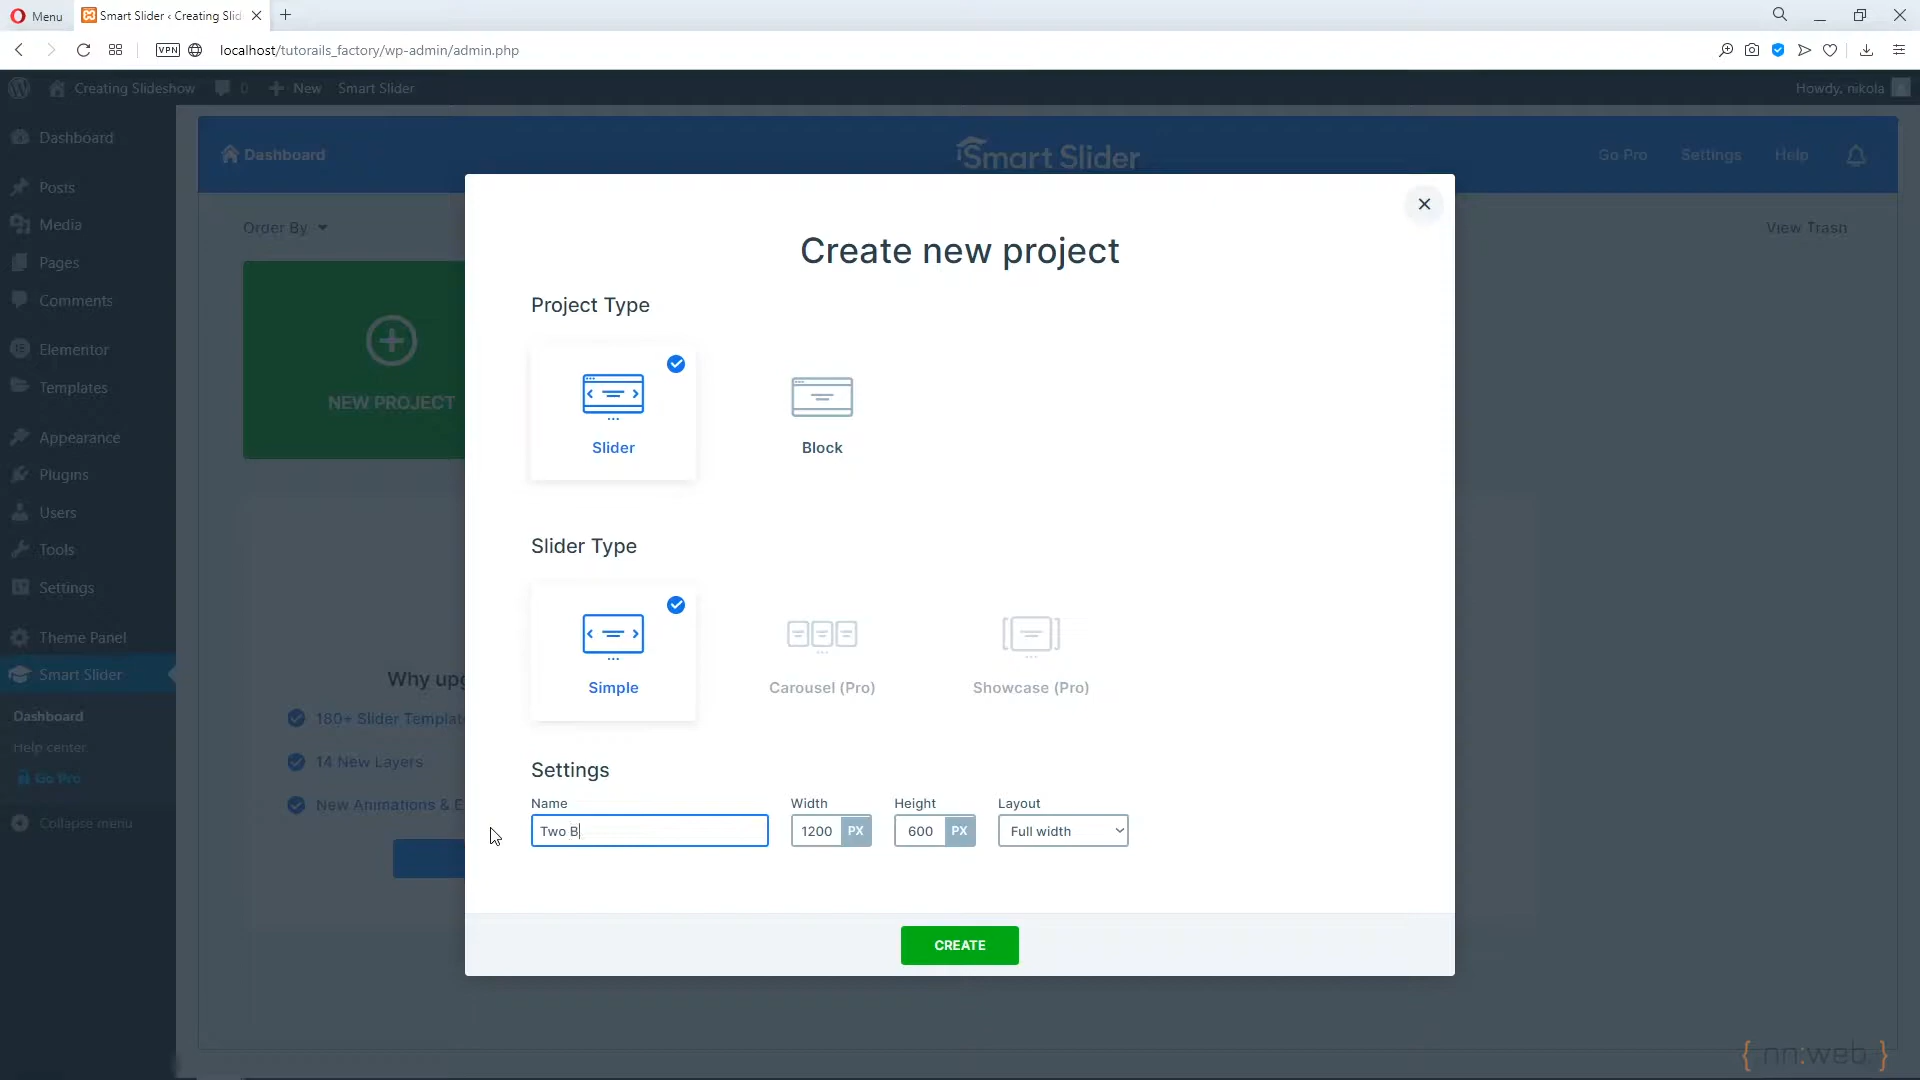 Menu
Smart Slider ‹ Creating Slid
VPN
localhost/tutorails_factory/wp-admin/admin.php
Creating Slideshow
0
New
Smart Slider
Howdy, nikola
Dashboard
Posts
Media
Pages
Comments
Elementor
Templates
Appearance
Plugins
Users
Tools
Settings
Theme Panel
Smart Slider
Dashboard
Help center
Go Pro
Collapse menu
Dashboard
Smart Slider
Go Pro
Settings
Help
Order By
View Trash
NEW PROJECT
Why upg
180+ Slider Templat
14 New Layers
New Animations & E
Create new project
Project Type
Slider
Block
Slider Type
Simple
Carousel (Pro)
Showcase (Pro)
Settings
Name
Width
Height
Layout
Two B
1200 PX
600 PX
Full width
CREATE
{ nn:web }